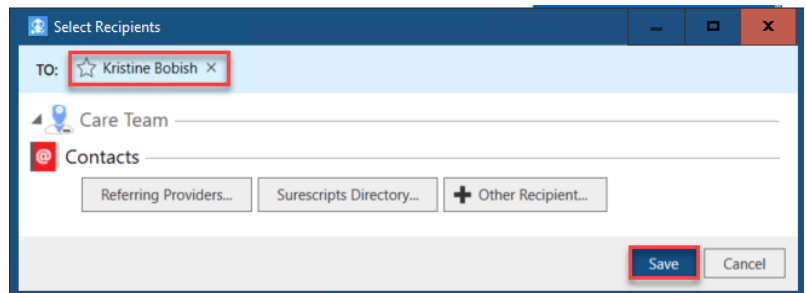 Select Recipients
TO: Kristine Bobish ×
Care Team
@ Contacts
Referring Providers... Surescripts Directory... + Other Recipient...
Save Cancel